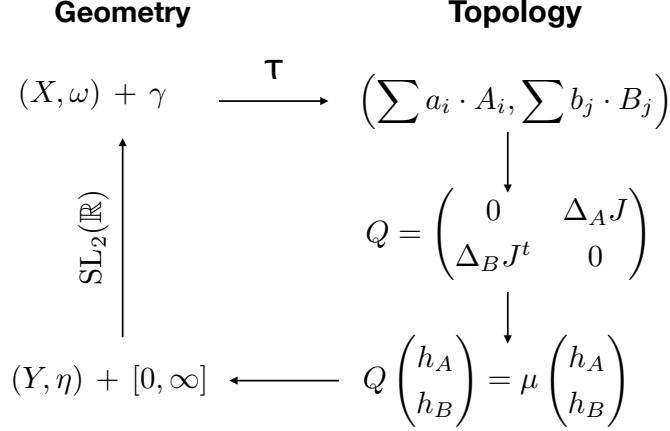 Geometry Topology
(X, ω) + γ τ (∑ a_i · A_i, ∑ b_j · B_j)
SL_2(ℝ) Q = ( 0 Δ_A J
Δ_B J^t 0 )
(Y, η) + [0, ∞] Q ( h_A h_B ) = μ ( h_A h_B )